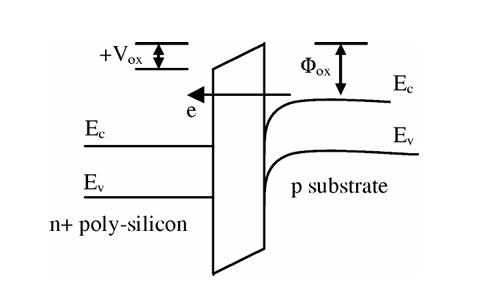 +Vox
Φox
Ec
e
Ec
Ev
Ev
p substrate
n+ poly-silicon